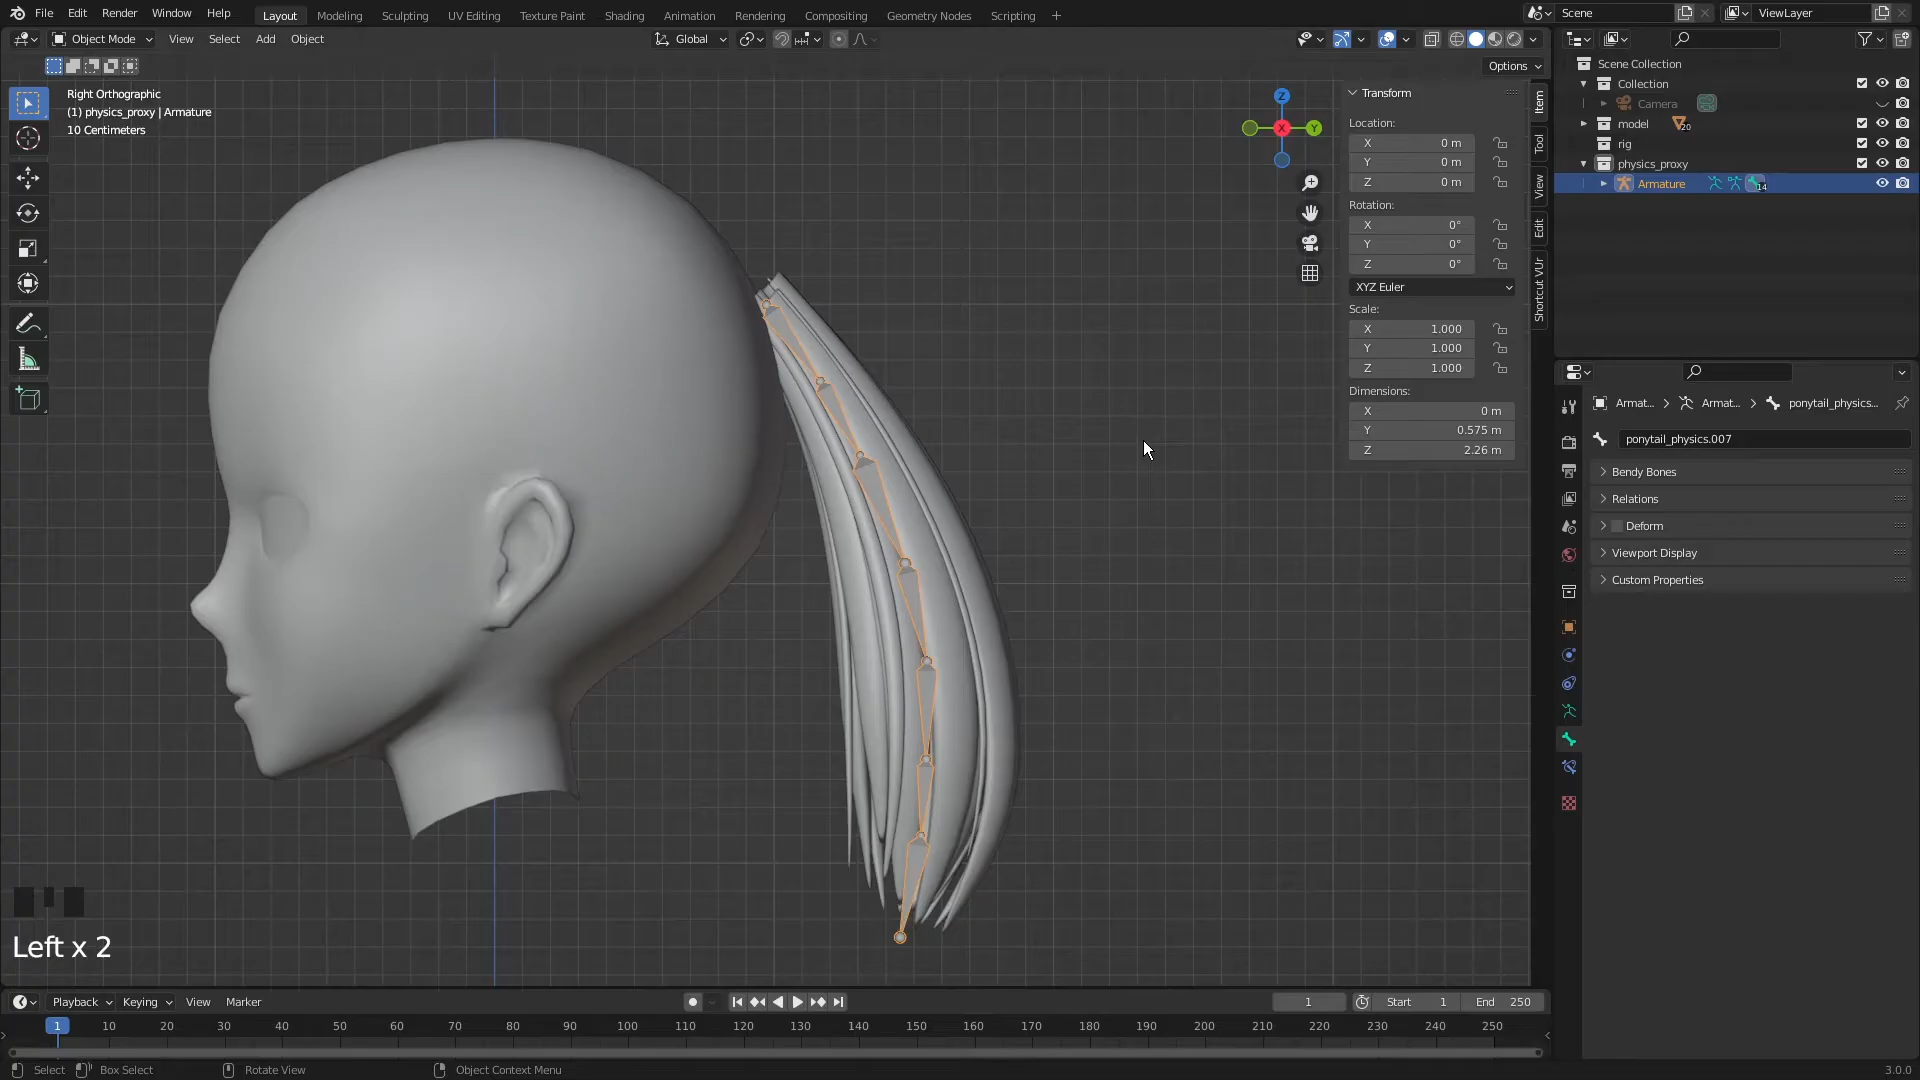 File Edit Render Window Help Layout Modeling Sculpting UV Editing Texture Paint Shading Animation Rendering Compositing Geometry Nodes Scripting + Scene ViewLayer
Object Mode View Select Add Object Global
Options
Right Orthographic
(1) physics_proxy | Armature
10 Centimeters
Z
X
Y
Transform
Location:
X 0 m
Y 0 m
Z 0 m
Rotation:
X 0°
Y 0°
Z 0°
XYZ Euler
Scale:
X 1.000
Y 1.000
Z 1.000
Dimensions:
X 0 m
Y 0.575 m
Z 2.26 m
Item
Tool
View
Edit
Shortcut VUr
Scene Collection
Collection
Camera
model 20
rig
physics_proxy
Armature 14
Armat... Armat... ponytail_physics...
ponytail_physics.007
Bendy Bones
Relations
Deform
Viewport Display
Custom Properties
Left x 2
Playback Keying View Marker 1 Start 1 End 250
1 10 20 30 40 50 60 70 80 90 100 110 120 130 140 150 160 170 180 190 200 210 220 230 240 250
Select Box Select Rotate View Object Context Menu 3.0.0